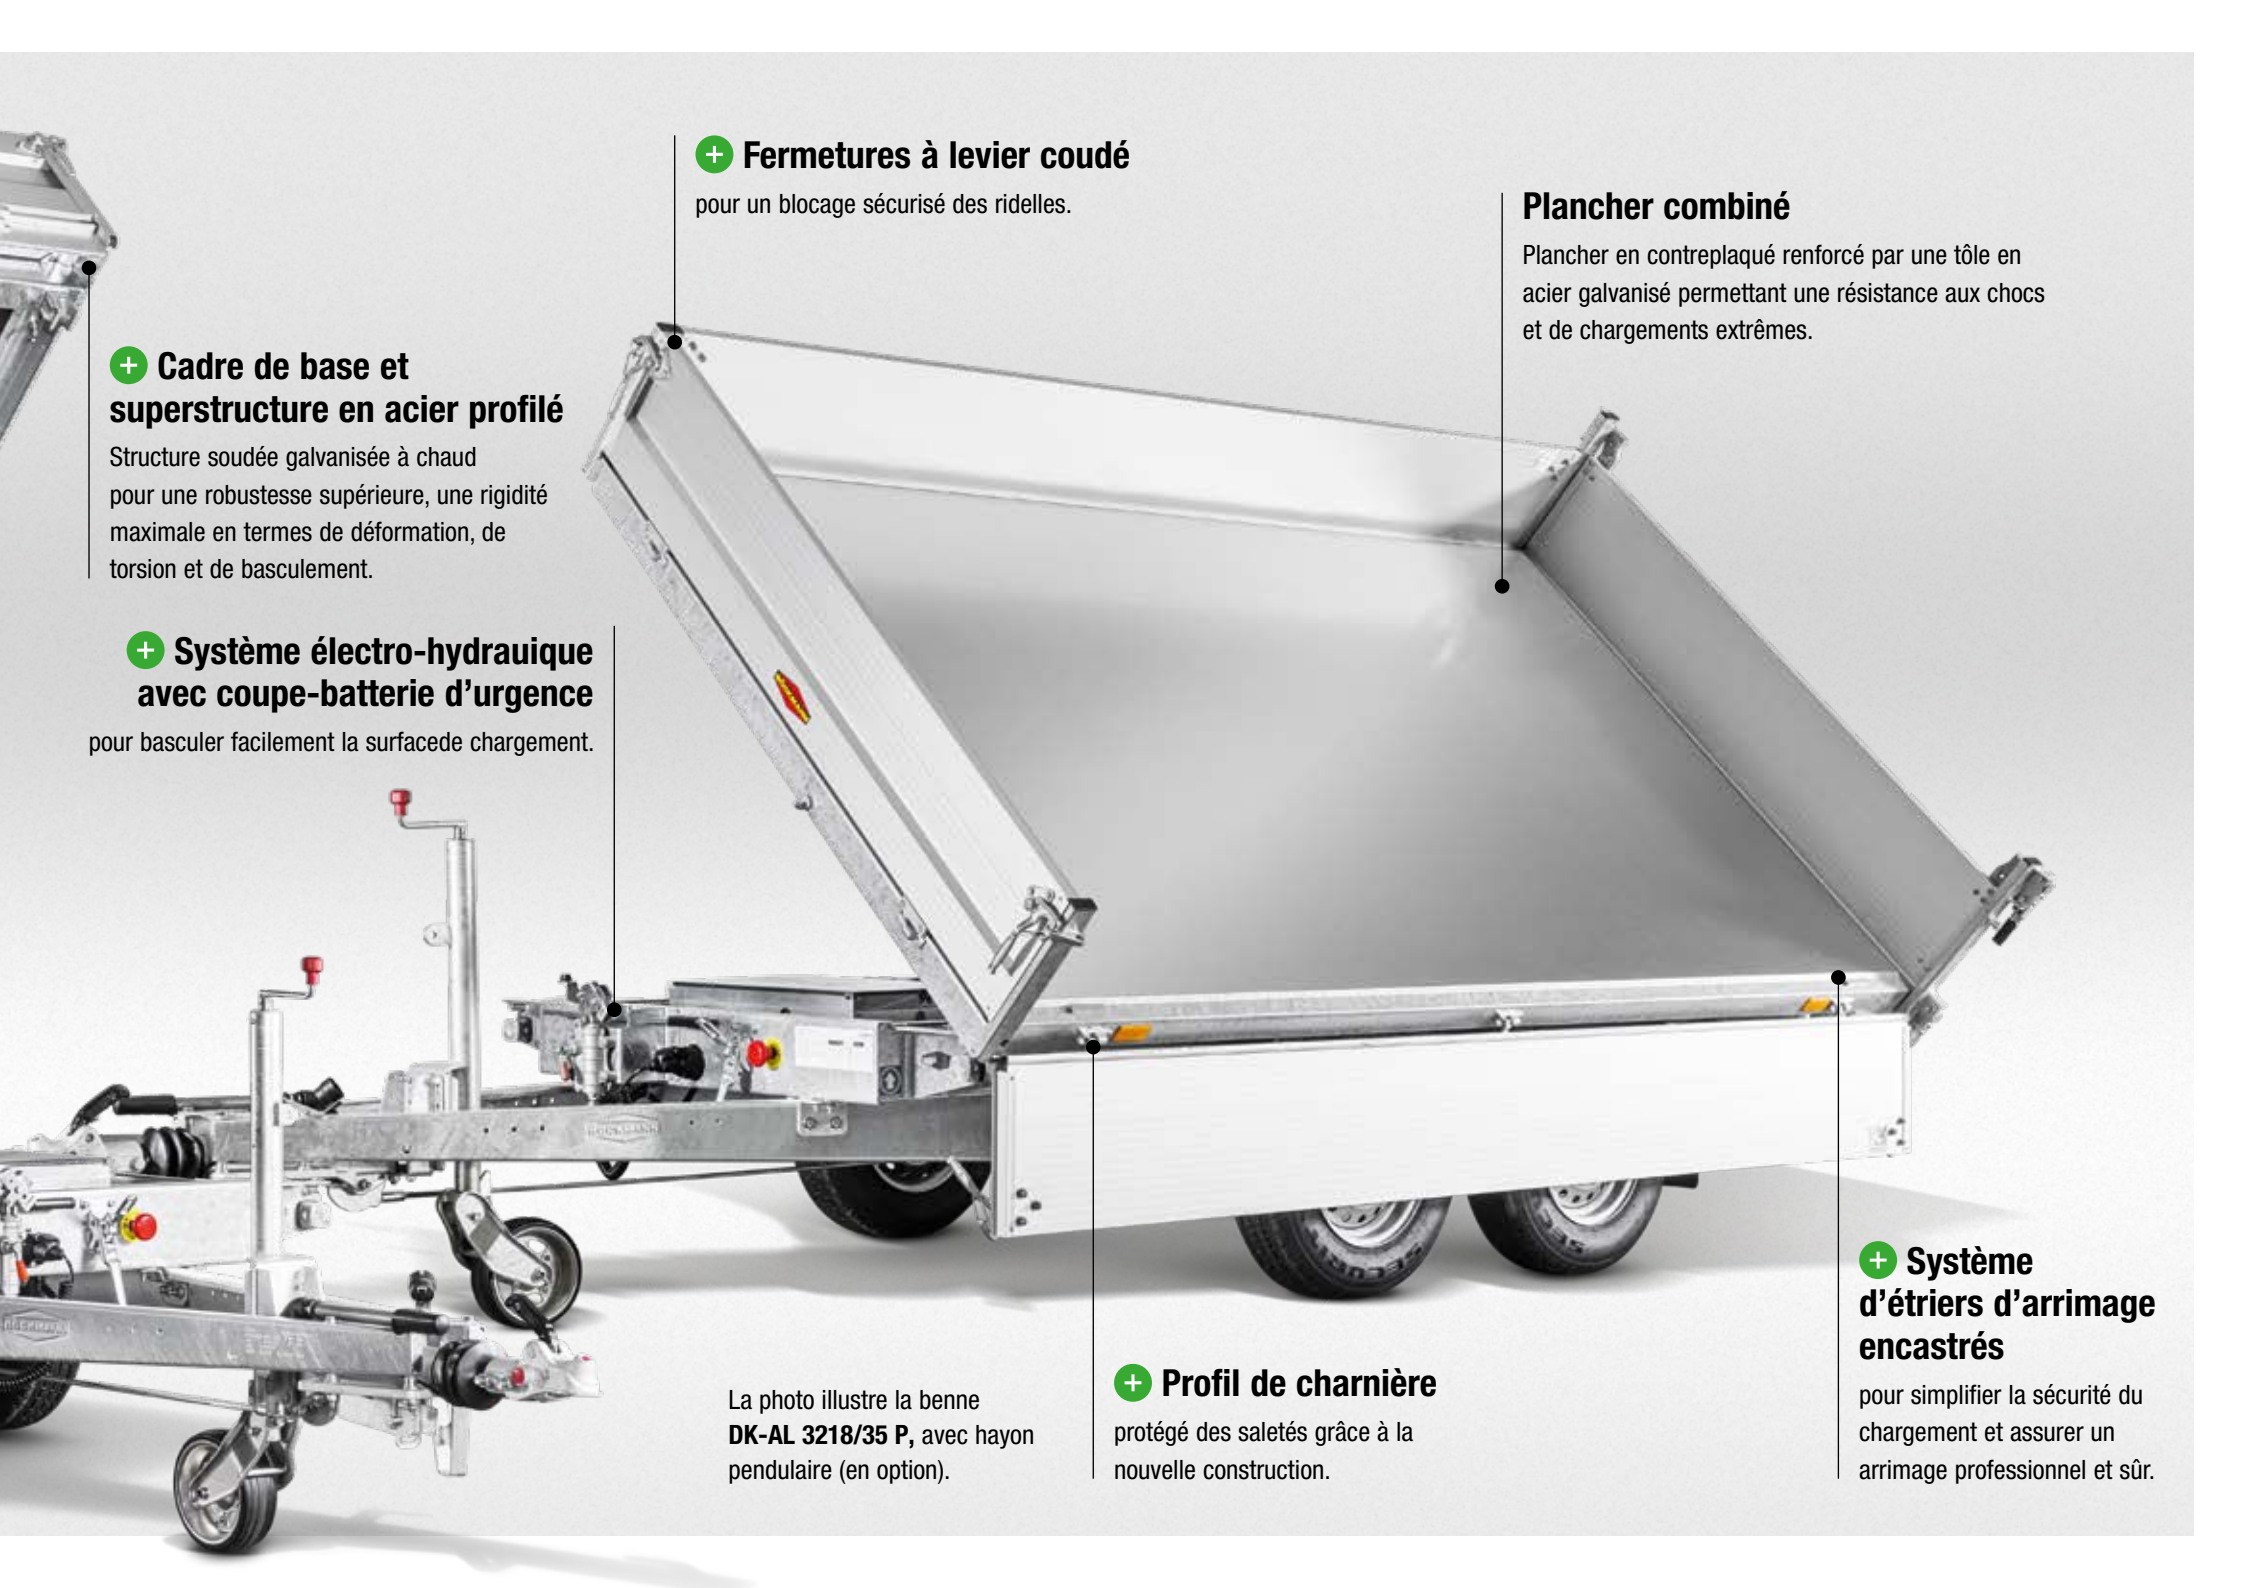 Fermetures à levier coudé
pour un blocage sécurisé des ridelles.
Plancher combiné
Plancher en contreplaqué renforcé par une tôle en
acier galvanisé permettant une résistance aux chocs
et de chargements extrêmes.
Cadre de base et
superstructure en acier profilé
Structure soudée galvanisée à chaud
pour une robustesse supérieure, une rigidité
maximale en termes de déformation, de
torsion et de basculement.
Système électro-hydrauique
avec coupe-batterie d’urgence
pour basculer facilement la surfacede chargement.
La photo illustre la benne
DK-AL 3218/35 P, avec hayon
pendulaire (en option).
Profil de charnière
protégé des saletés grâce à la
nouvelle construction.
Système
d’étriers d’arrimage
encastrés
pour simplifier la sécurité du
chargement et assurer un
arrimage professionnel et sûr.